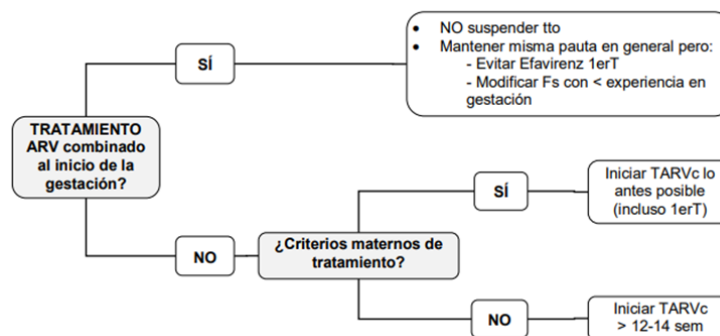 • NO suspender tto
• Mantener misma pauta en general pero:
- Evitar Efavirenz 1erT
- Modificar Fs con < experiencia en
gestación
SÍ
TRATAMIENTO
ARV combinado
al inicio de la
gestación?
NO
¿Criterios maternos de
tratamiento?
SÍ
Iniciar TARVc lo
antes posible
(incluso 1erT)
NO
Iniciar TARVc
> 12-14 sem